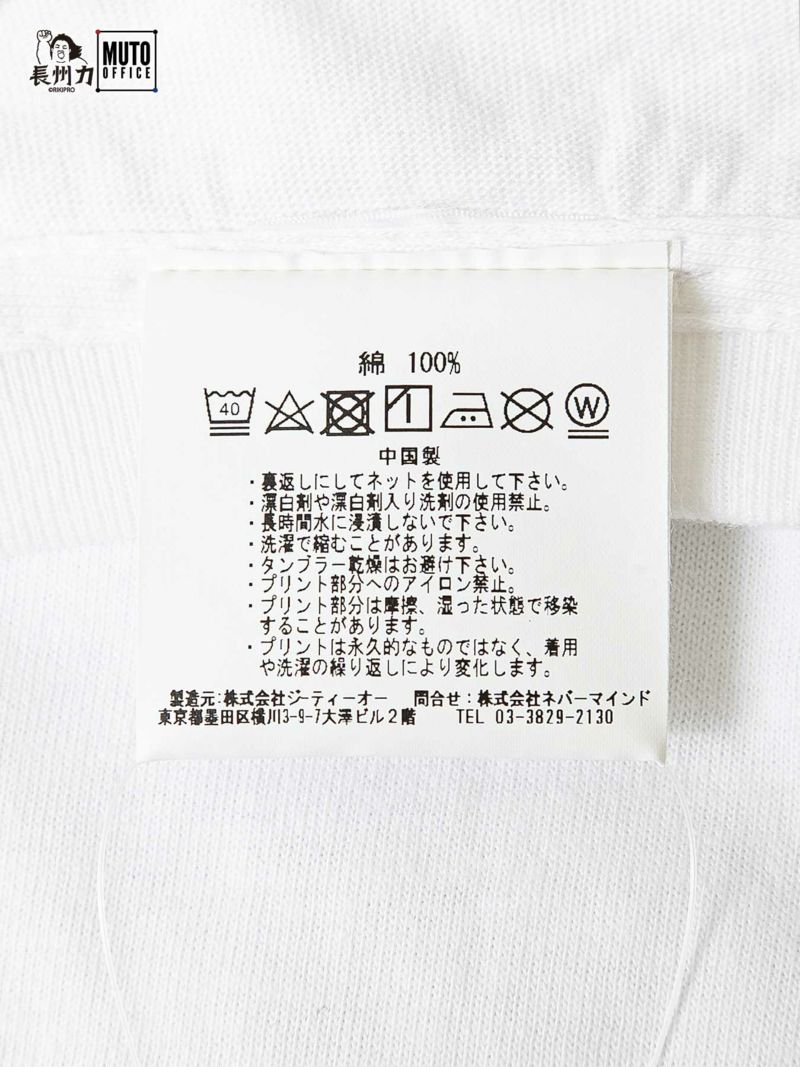 長州力
©RIKIPRO
MUTO
OFFICE
綿 100%
40
W
中国製
・裏返しにしてネットを使用して下さい。
・漂白剤や漂白剤入り洗剤の使用禁止。
・長時間水に浸漬しないで下さい。
・洗濯で縮むことがあります。
・タンブラー乾燥はお避け下さい。
・プリント部分へのアイロン禁止。
・プリント部分は摩擦、湿った状態で移染
することがあります。
・プリントは永久的なものではなく、着用
や洗濯の繰り返しにより変化します。
製造元:株式会社ジーティーオー 問合せ:株式会社ネバーマインド
東京都墨田区横川3-9-7大澤ビル2階 TEL 03-3829-2130